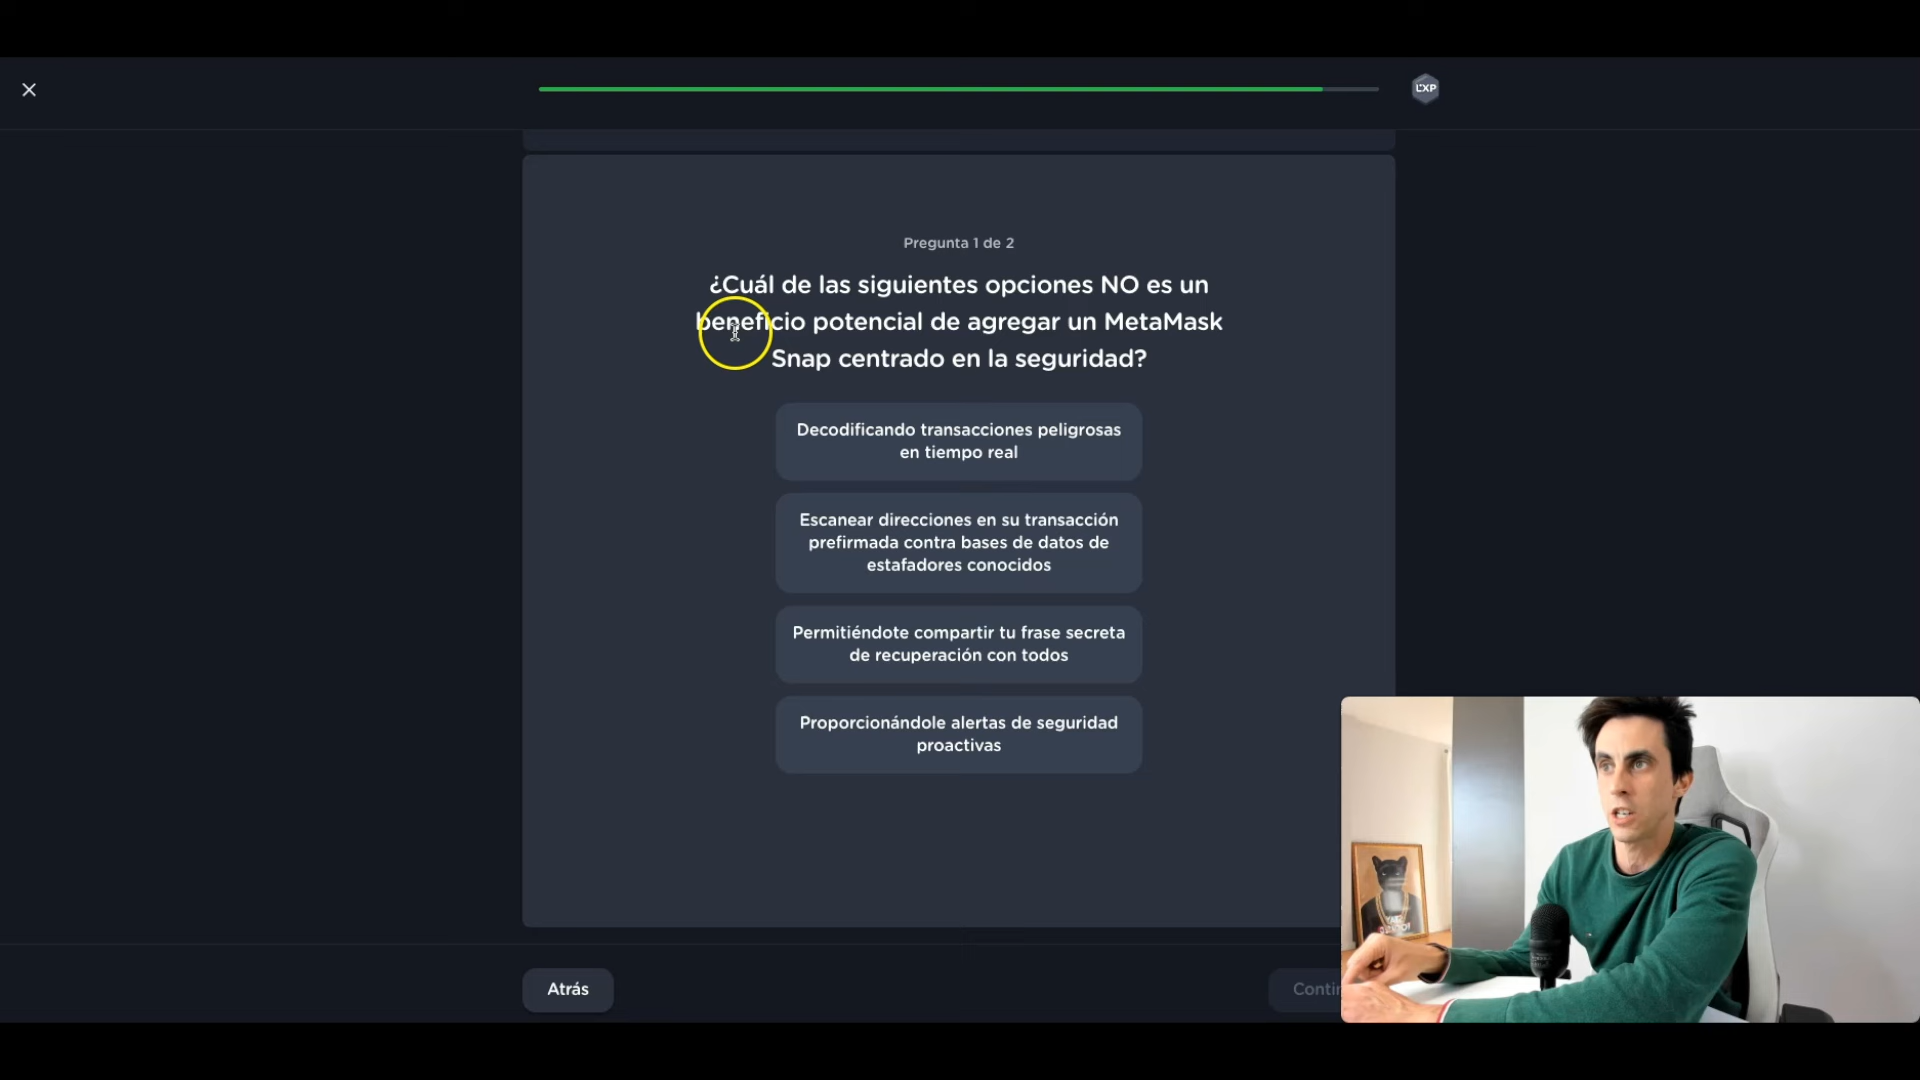 LXP
Pregunta 1 de 2
¿Cuál de las siguientes opciones NO es un
beneficio potencial de agregar un MetaMask
Snap centrado en la seguridad?
Decodificando transacciones peligrosas
en tiempo real
Escanear direcciones en su transacción
prefirmada contra bases de datos de
estafadores conocidos
Permitiéndote compartir tu frase secreta
de recuperación con todos
Proporcionándole alertas de seguridad
proactivas
Atrás